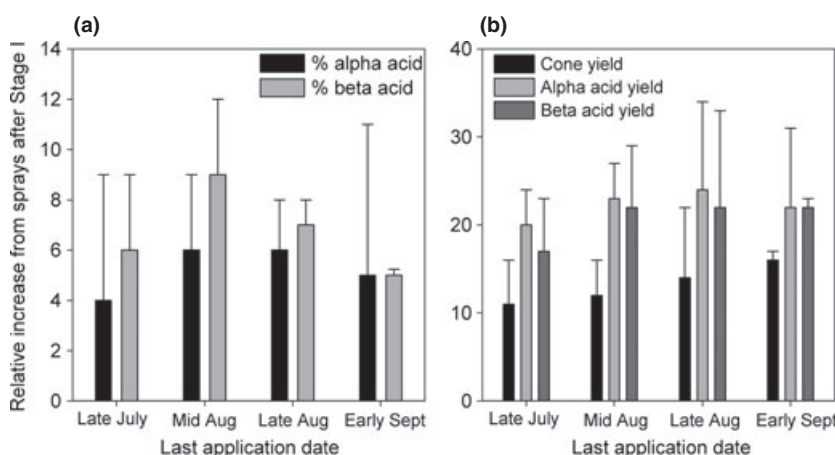 (a)
Relative increase from sprays after Stage I
14
12
10
8
6
4
2
0
% alpha acid
% beta acid
Late July Mid Aug Late Aug Early Sept
Last application date
(b)
40
30
20
10
0
Cone yield
Alpha acid yield
Beta acid yield
Late July Mid Aug Late Aug Early Sept
Last application date